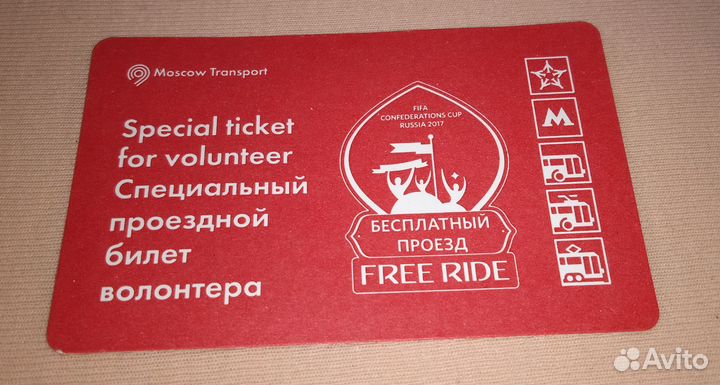 Moscow Transport
Special ticket
for volunteer
Специальный
проездной
билет
волонтера
FIFA
CONFEDERATIONS CUP
RUSSIA 2017
БЕСПЛАТНЫЙ
ПРОЕЗД
FREE RIDE
М
Avito